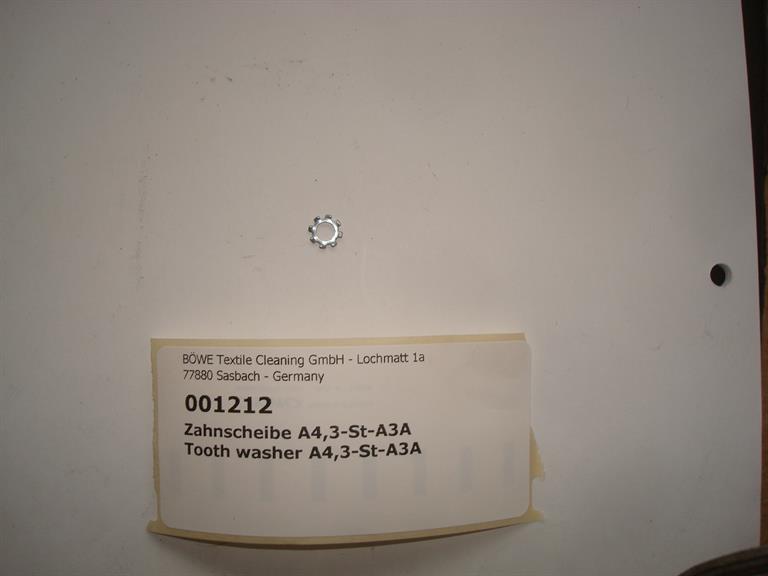 BÖWE Textile Cleaning GmbH - Lochmatt 1a
77880 Sasbach - Germany
001212
Zahnscheibe A4,3-St-A3A
Tooth washer A4,3-St-A3A